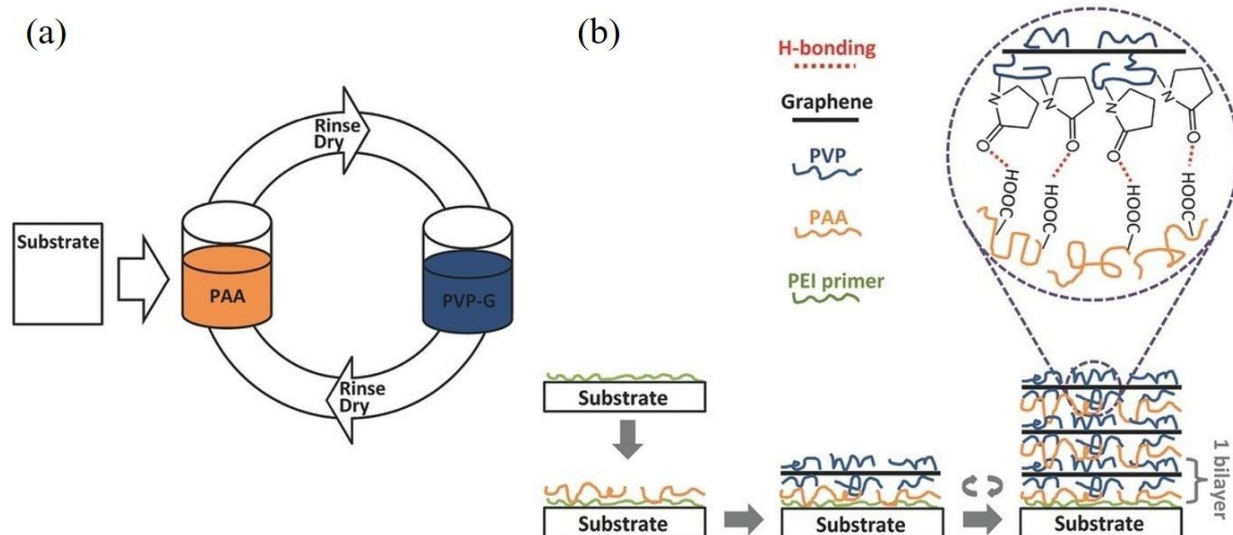 (a)
Substrate
PAA
Rinse
Dry
PVP-G
Rinse
Dry
(b)
H-bonding
Graphene
PVP
PAA
PEI primer
N
N
N
N
O
O
O
O
HOOC
HOOC
HOOC
HOOC
Substrate
Substrate
Substrate
Substrate
1 bilayer